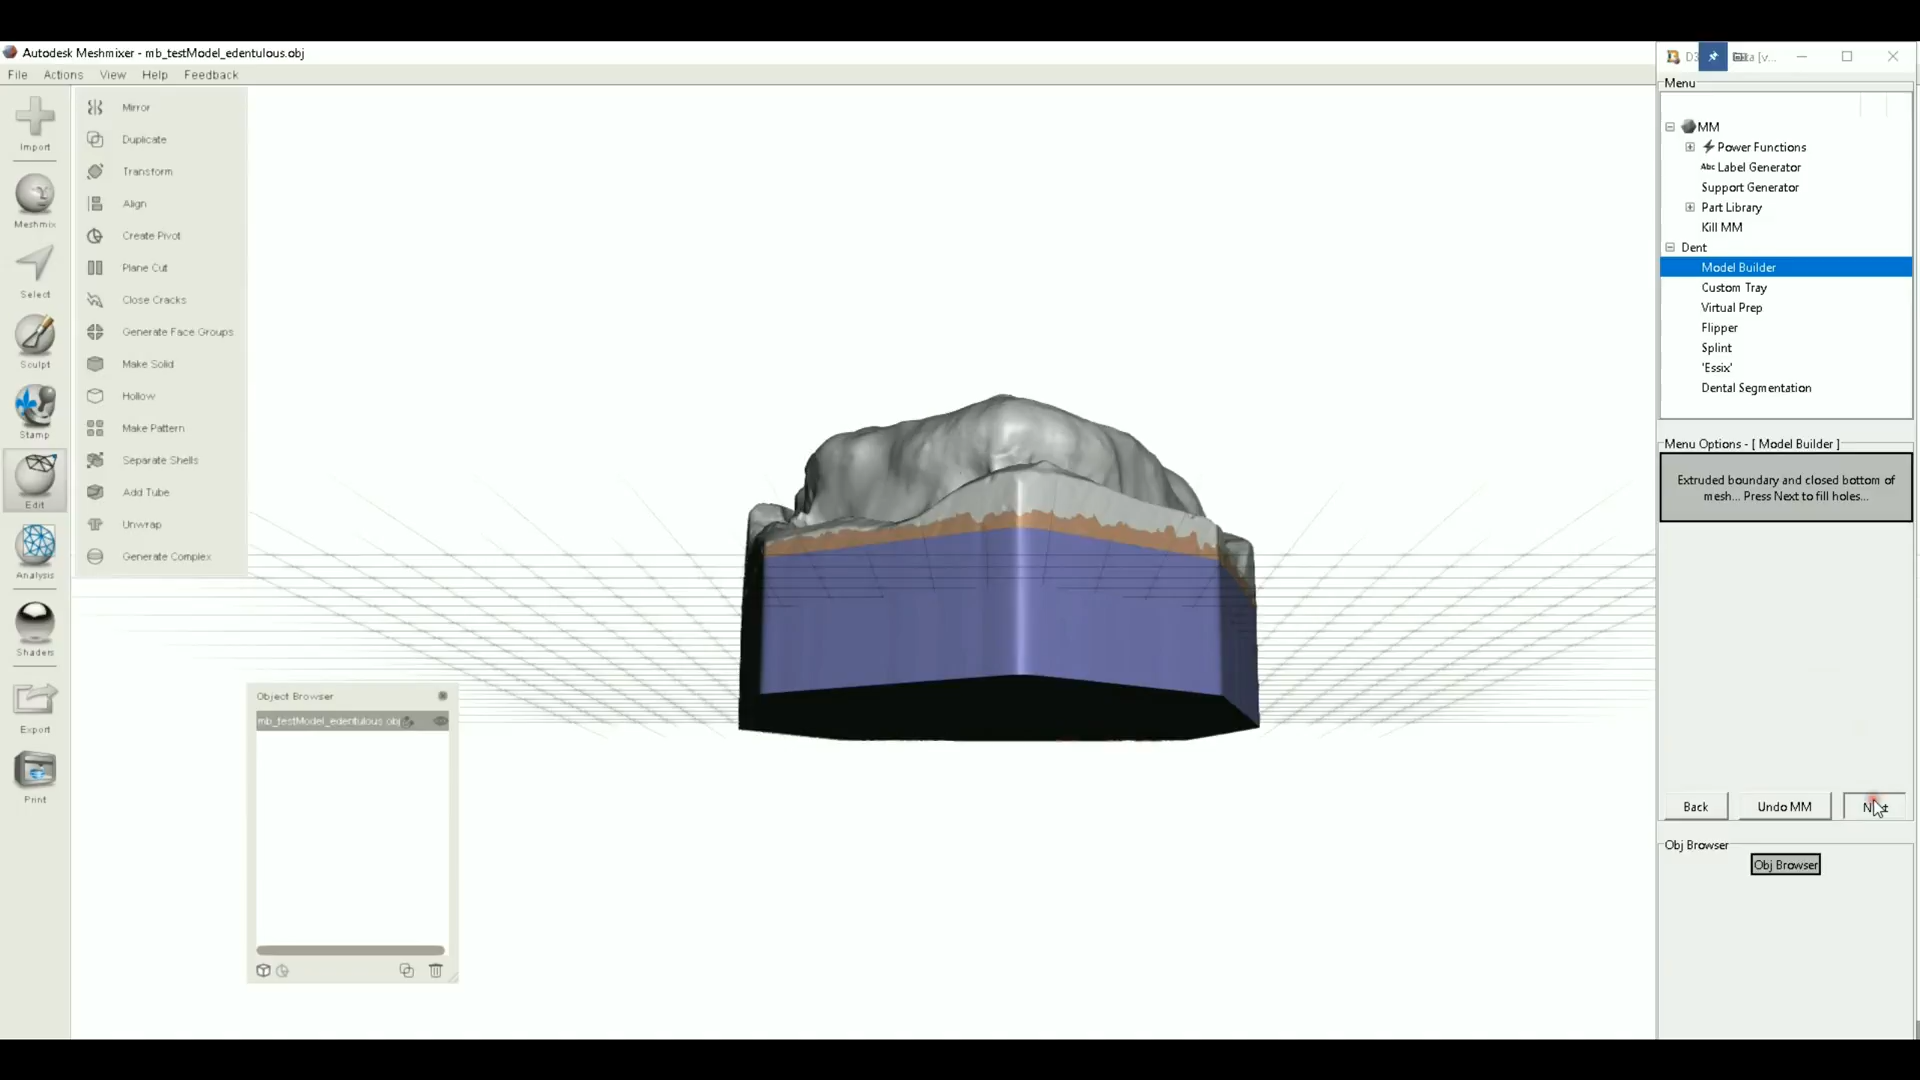 Autodesk Meshmixer - mb_testModel_edentulous.obj
File Actions View Help Feedback
Import
Meshmix
Select
Sculpt
Stamp
Edit
Analysis
Shaders
Export
Print
Mirror
Duplicate
Transform
Align
Create Pivot
Plane Cut
Close Cracks
Generate Face Groups
Make Solid
Hollow
Make Pattern
Separate Shells
Add Tube
Unwrap
Generate Complex
Object Browser
mb_testModel_edentulous.obj
Menu
MM
Power Functions
Abc Label Generator
Support Generator
Part Library
Kill MM
Dent
Model Builder
Custom Tray
Virtual Prep
Flipper
Splint
'Essix'
Dental Segmentation
Menu Options - [ Model Builder ]
Extruded boundary and closed bottom of
mesh... Press Next to fill holes...
Back Undo MM
Obj Browser
Obj Browser